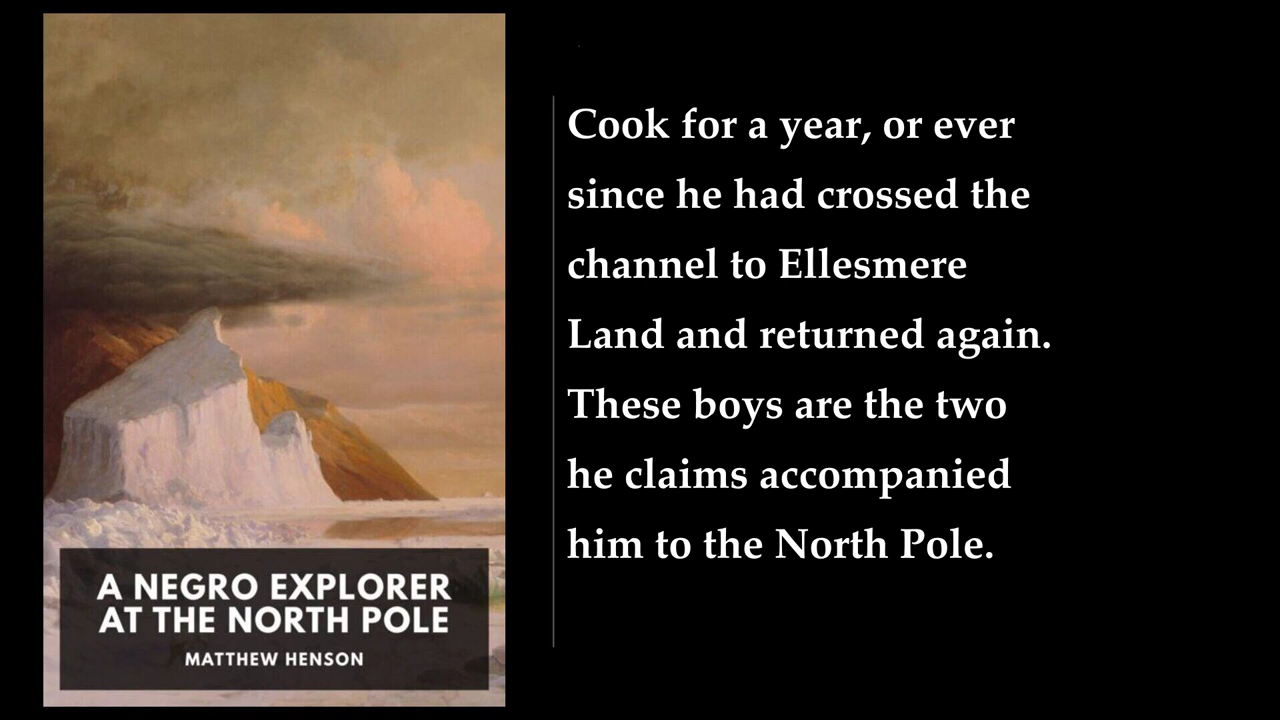 A NEGRO EXPLORER
AT THE NORTH POLE
MATTHEW HENSON
Cook for a year, or ever
since he had crossed the
channel to Ellesmere
Land and returned again.
These boys are the two
he claims accompanied
him to the North Pole.